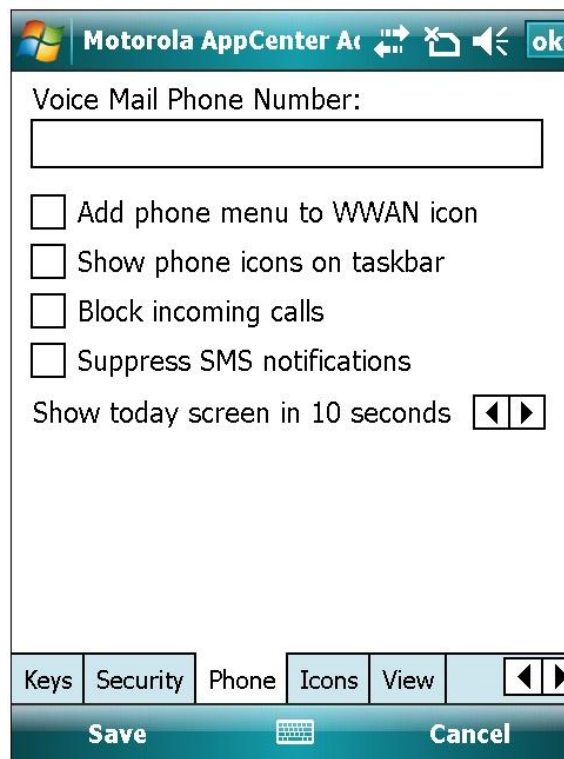 Motorola AppCenter
ok
Voice Mail Phone Number:
Add phone menu to WWAN icon
Show phone icons on taskbar
Block incoming calls
Suppress SMS notifications
Show today screen in 10 seconds
Keys Security Phone Icons View
Save Cancel